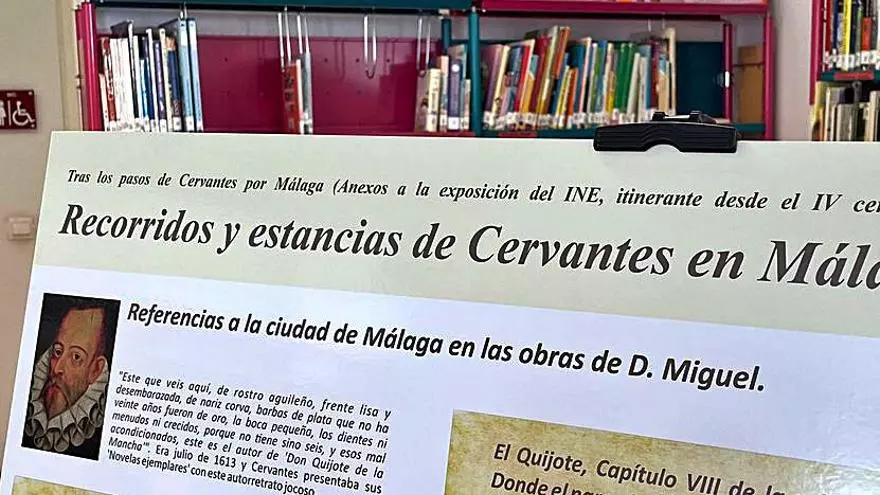 Tras los pasos de Cervantes por Málaga (Anexos a la exposición del INE, itinerante desde el IV
Recorridos y estancias de Cervantes en
Referencias a la ciudad de Málaga en las obras de D. Miguel.
"Este que veis aquí, de rostro aguileño, frente lisa y
desembarazada, de nariz corva, barbas de plata que no ha
veinte años fueron de oro, la boca pequeña, los dientes ni
menudos ni crecidos, porque no tiene sino seis, y esos mal
acondicionados, este es el autor de 'Don Quijote de la
Mancha'". Era julio de 1613 y Cervantes presentaba sus
'Novelas ejemplares' con este autorretrato jocoso
El Quijote, Capítulo VIII de la
Donde el